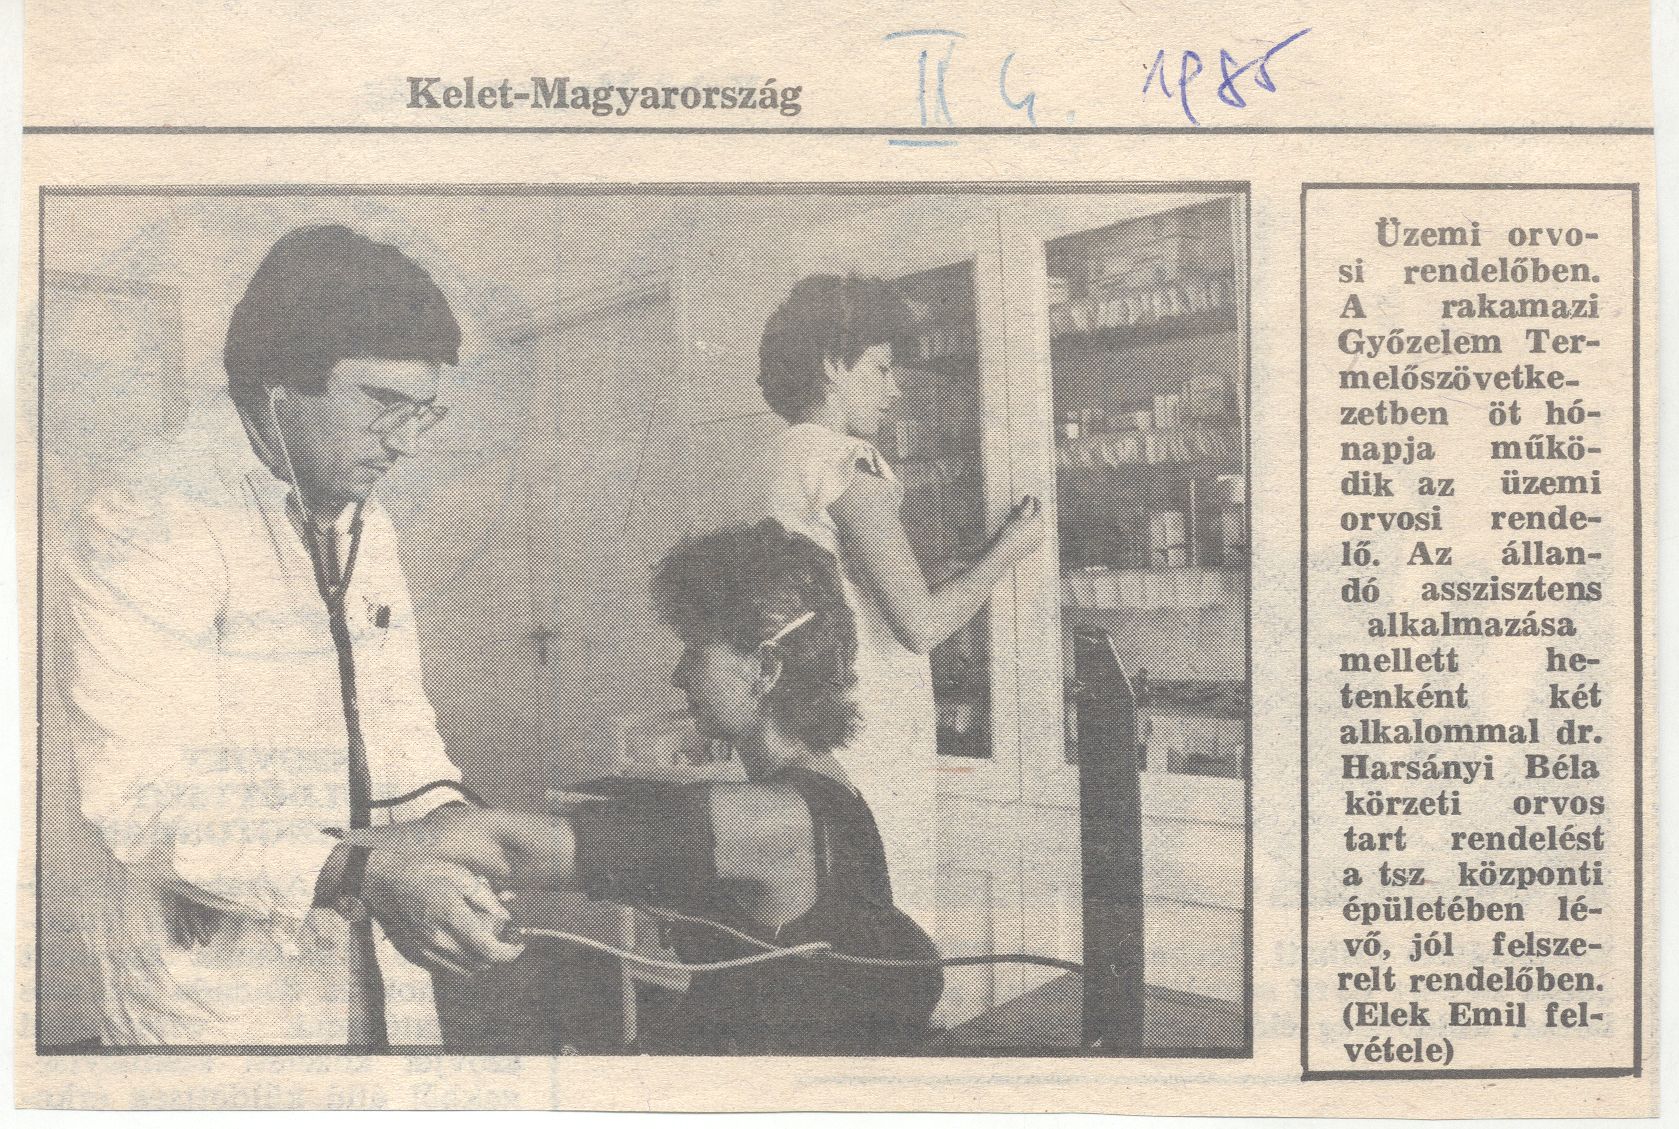 Kelet-Magyarország
II 4. 1985
Üzemi orvo-
si rendelőben.
A rakamazi
Győzelem Ter-
melőszövetke-
zetben öt hó-
napja műkö-
dik az üzemi
orvosi rende-
lő. Az állan-
dó asszisztens
alkalmazása
mellett he-
tenként két
alkalommal dr.
Harsányi Béla
körzeti orvos
tart rendelést
a tsz központi
épületében lé-
vő, jól felsze-
relt rendelőben.
(Elek Emil fel-
vétele)